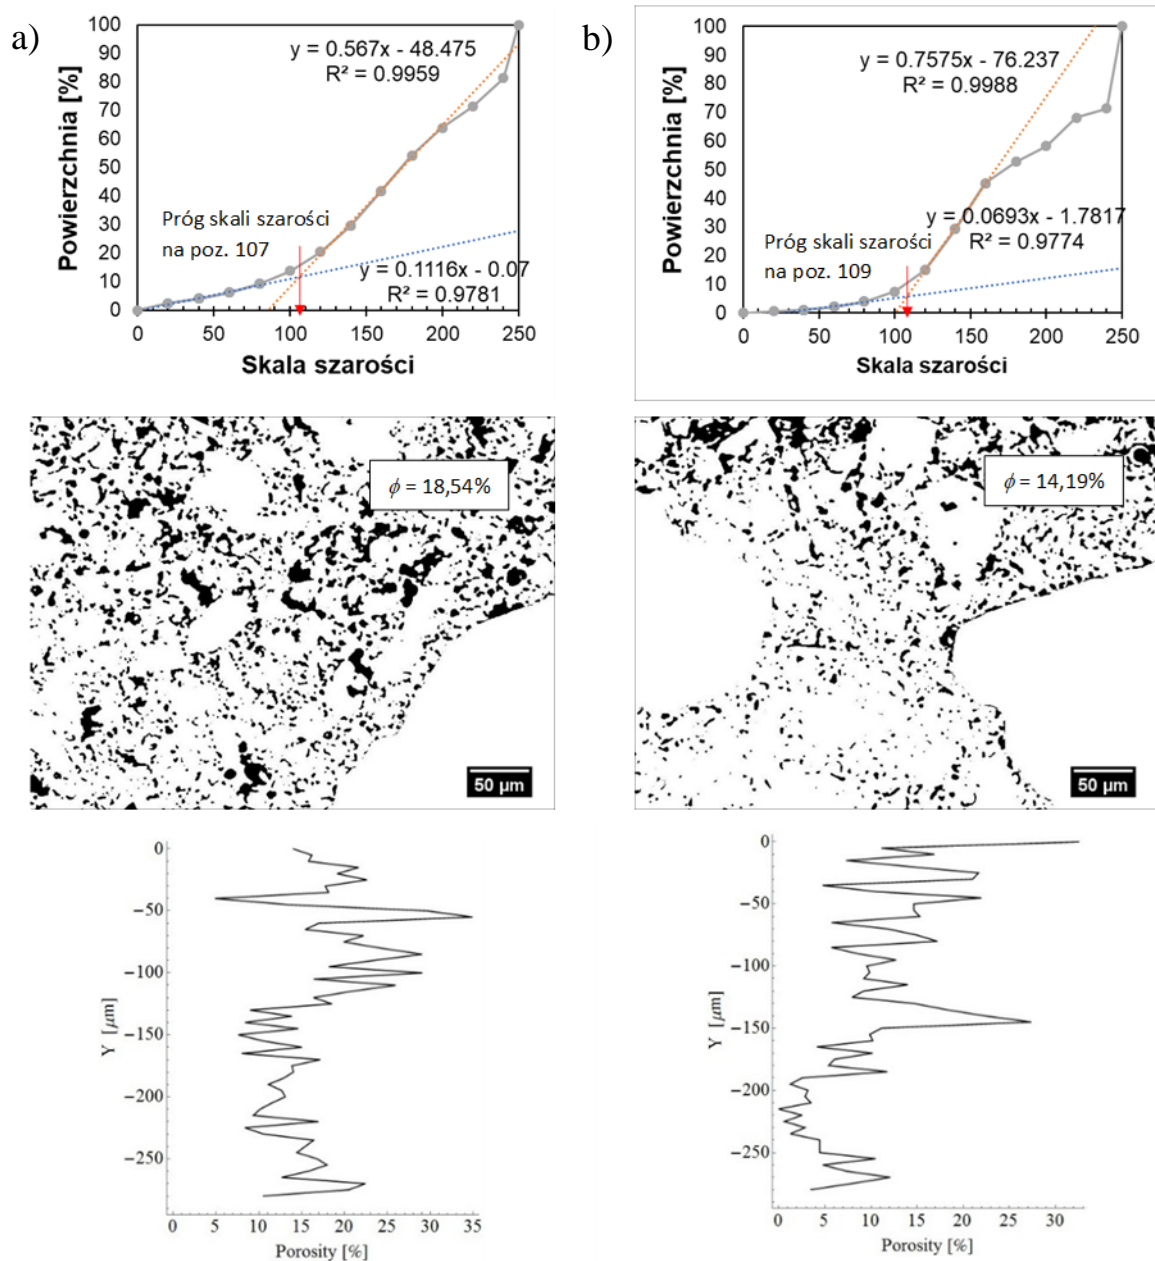 a)
100
90
80
70
60
50
40
30
20
10
0
Powierzchnia [%]
y = 0.567x - 48.475
R² = 0.9959
Próg skali szarości
na poz. 107
y = 0.1116x - 0.07
R² = 0.9781
0 50 100 150 200 250
Skala szarości
b)
100
90
80
70
60
50
40
30
20
10
0
Powierzchnia [%]
y = 0.7575x - 76.237
R² = 0.9988
y = 0.0693x - 1.7817
R² = 0.9774
Próg skali szarości
na poz. 109
0 50 100 150 200 250
Skala szarości
ϕ = 18,54%
50 µm
ϕ = 14,19%
50 µm
0
−50
−100
−150
−200
−250
Y [µm]
0 5 10 15 20 25 30 35
Porosity [%]
0
−50
−100
−150
−200
−250
Y [µm]
0 5 10 15 20 25 30
Porosity [%]